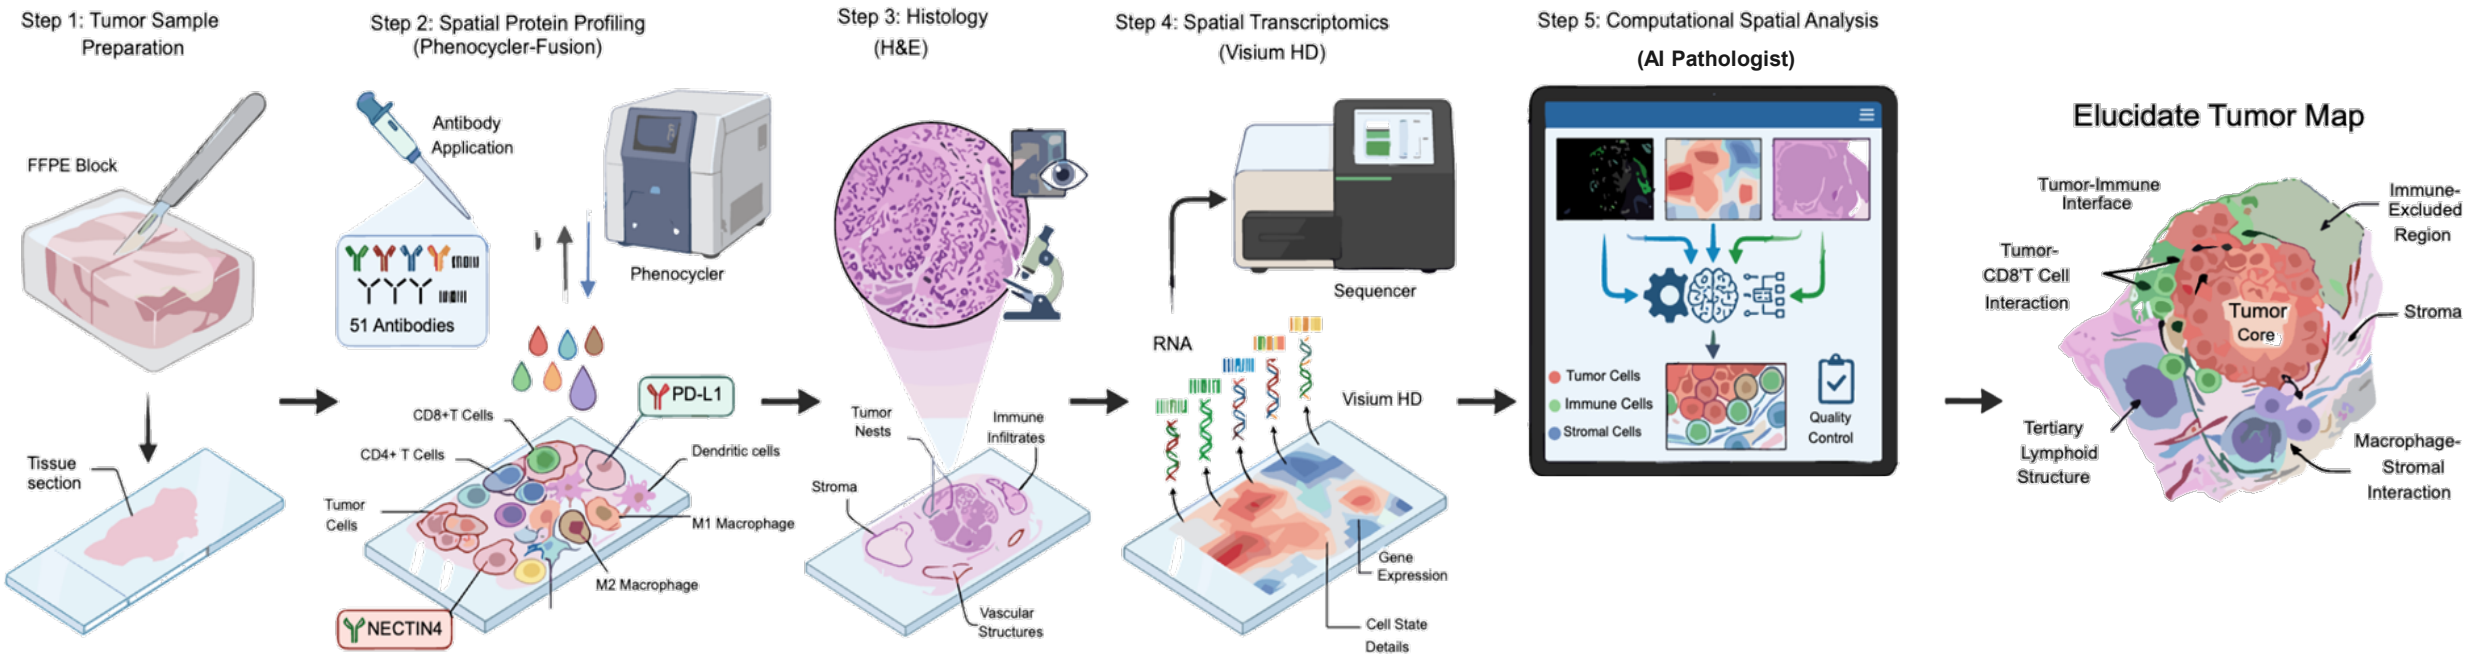 Step 1: Tumor Sample
Preparation
FFPE Block
Tissue
section
Step 2: Spatial Protein Profiling
(Phenocycler-Fusion)
Antibody
Application
51 Antibodies
Phenocycler
PD-L1
CD8+T Cells
CD4+ T Cells
Dendritic cells
Tumor
Cells
M1 Macrophage
M2 Macrophage
NECTIN4
Step 3: Histology
(H&E)
Tumor
Nests
Immune
Infiltrates
Stroma
Vascular
Structures
Step 4: Spatial Transcriptomics
(Visium HD)
Sequencer
RNA
Visium HD
Gene
Expression
Cell State
Details
Step 5: Computational Spatial Analysis
(AI Pathologist)
Tumor Cells
Immune Cells
Stromal Cells
Quality
Control
Elucidate Tumor Map
Tumor-Immune
Interface
Immune-
Excluded
Region
Tumor-
CD8'T Cell
Interaction
Tumor
Core
Stroma
Tertiary
Lymphoid
Structure
Macrophage-
Stromal
Interaction